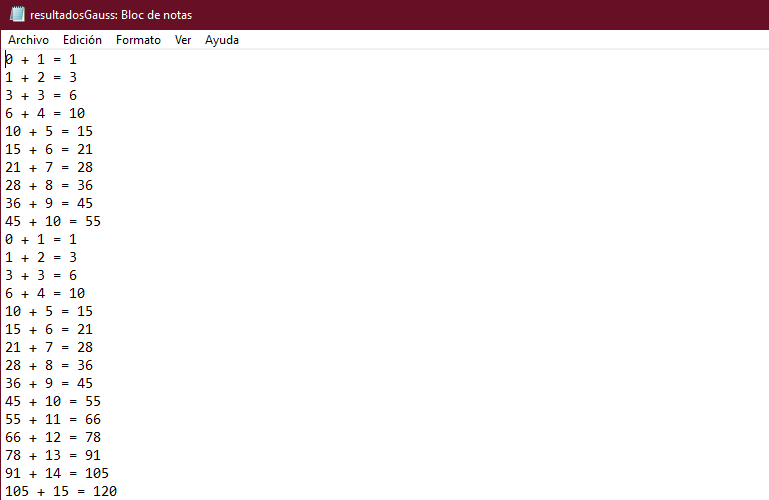 resultadosGauss: Bloc de notas
Archivo Edición Formato Ver Ayuda
0 + 1 = 1
1 + 2 = 3
3 + 3 = 6
6 + 4 = 10
10 + 5 = 15
15 + 6 = 21
21 + 7 = 28
28 + 8 = 36
36 + 9 = 45
45 + 10 = 55
0 + 1 = 1
1 + 2 = 3
3 + 3 = 6
6 + 4 = 10
10 + 5 = 15
15 + 6 = 21
21 + 7 = 28
28 + 8 = 36
36 + 9 = 45
45 + 10 = 55
55 + 11 = 66
66 + 12 = 78
78 + 13 = 91
91 + 14 = 105
105 + 15 = 120